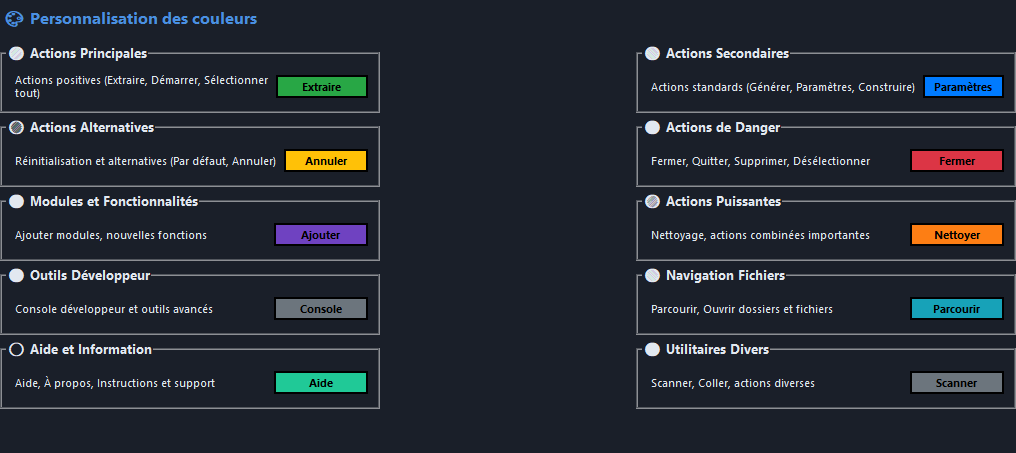 Personnalisation des couleurs
Actions Principales
Actions positives (Extraire, Démarrer, Sélectionner
tout)
Extraire
Actions Secondaires
Actions standards (Générer, Paramètres, Construire)
Paramètres
Actions Alternatives
Réinitialisation et alternatives (Par défaut, Annuler)
Annuler
Actions de Danger
Fermer, Quitter, Supprimer, Désélectionner
Fermer
Modules et Fonctionnalités
Ajouter modules, nouvelles fonctions
Ajouter
Actions Puissantes
Nettoyage, actions combinées importantes
Nettoyer
Outils Développeur
Console développeur et outils avancés
Console
Navigation Fichiers
Parcourir, Ouvrir dossiers et fichiers
Parcourir
Aide et Information
Aide, À propos, Instructions et support
Aide
Utilitaires Divers
Scanner, Coller, actions diverses
Scanner